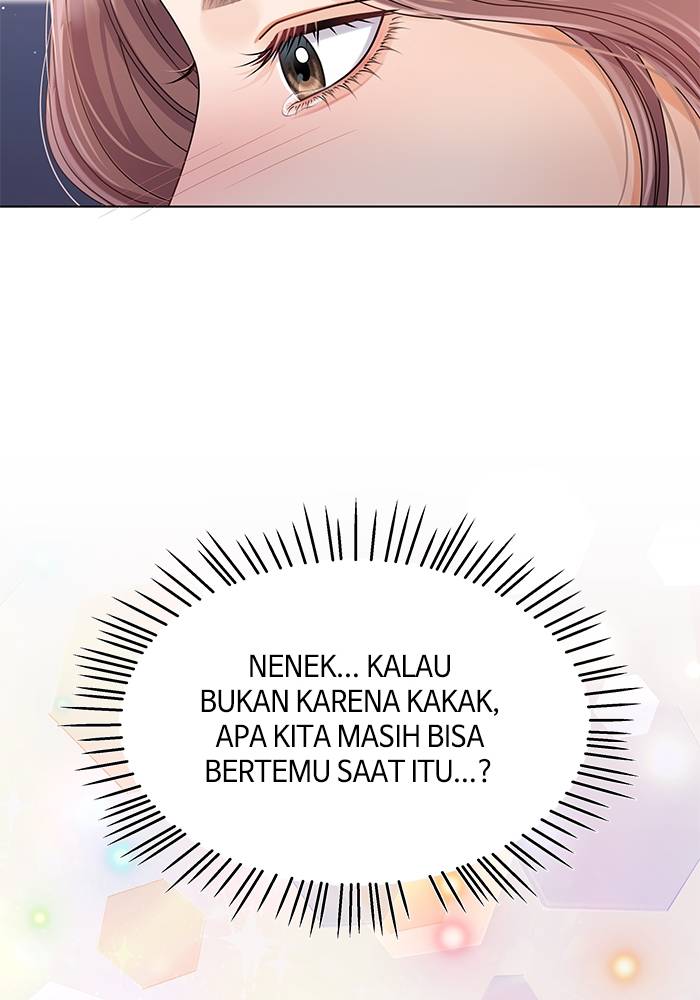 NENEK... KALAU
BUKAN KARENA KAKAK,
APA KITA MASIH BISA
BERTEMU SAAT ITU...?